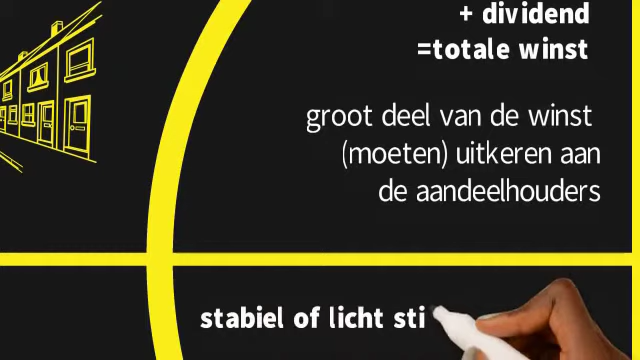 + dividend
=totale winst
groot deel van de winst
(moeten) uitkeren aan
de aandeelhouders
stabiel of licht sti